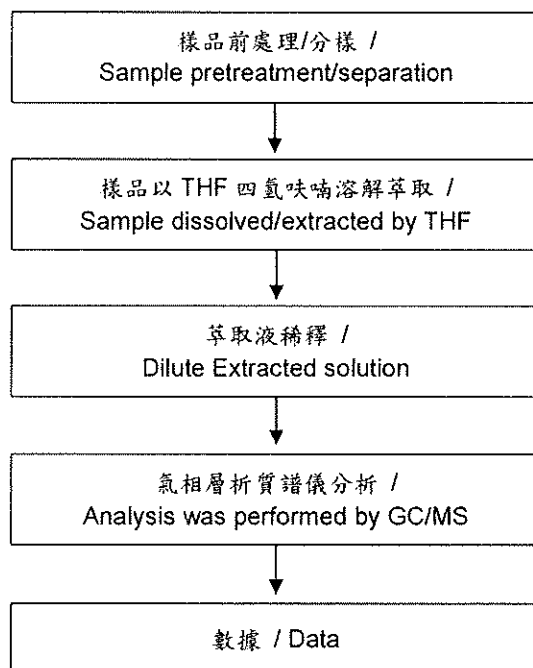 樣品前處理/分樣 /
Sample pretreatment/separation
樣品以 THF 四氫呋喃溶解萃取 /
Sample dissolved/extracted by THF
萃取液稀釋 /
Dilute Extracted solution
氣相層析質譜儀分析 /
Analysis was performed by GC/MS
數據 / Data